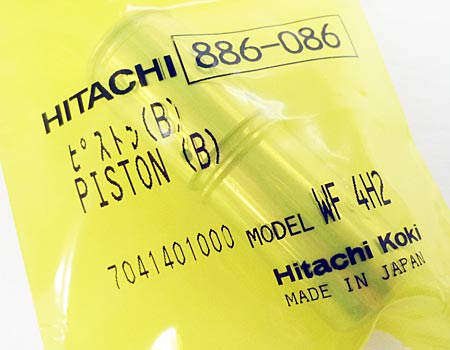 HITACHI 886-086
ﾋﾟｽﾄﾝ(B)
PISTON (B)
7041401000 MODEL WF 4H2
Hitachi Koki
MADE IN JAPAN